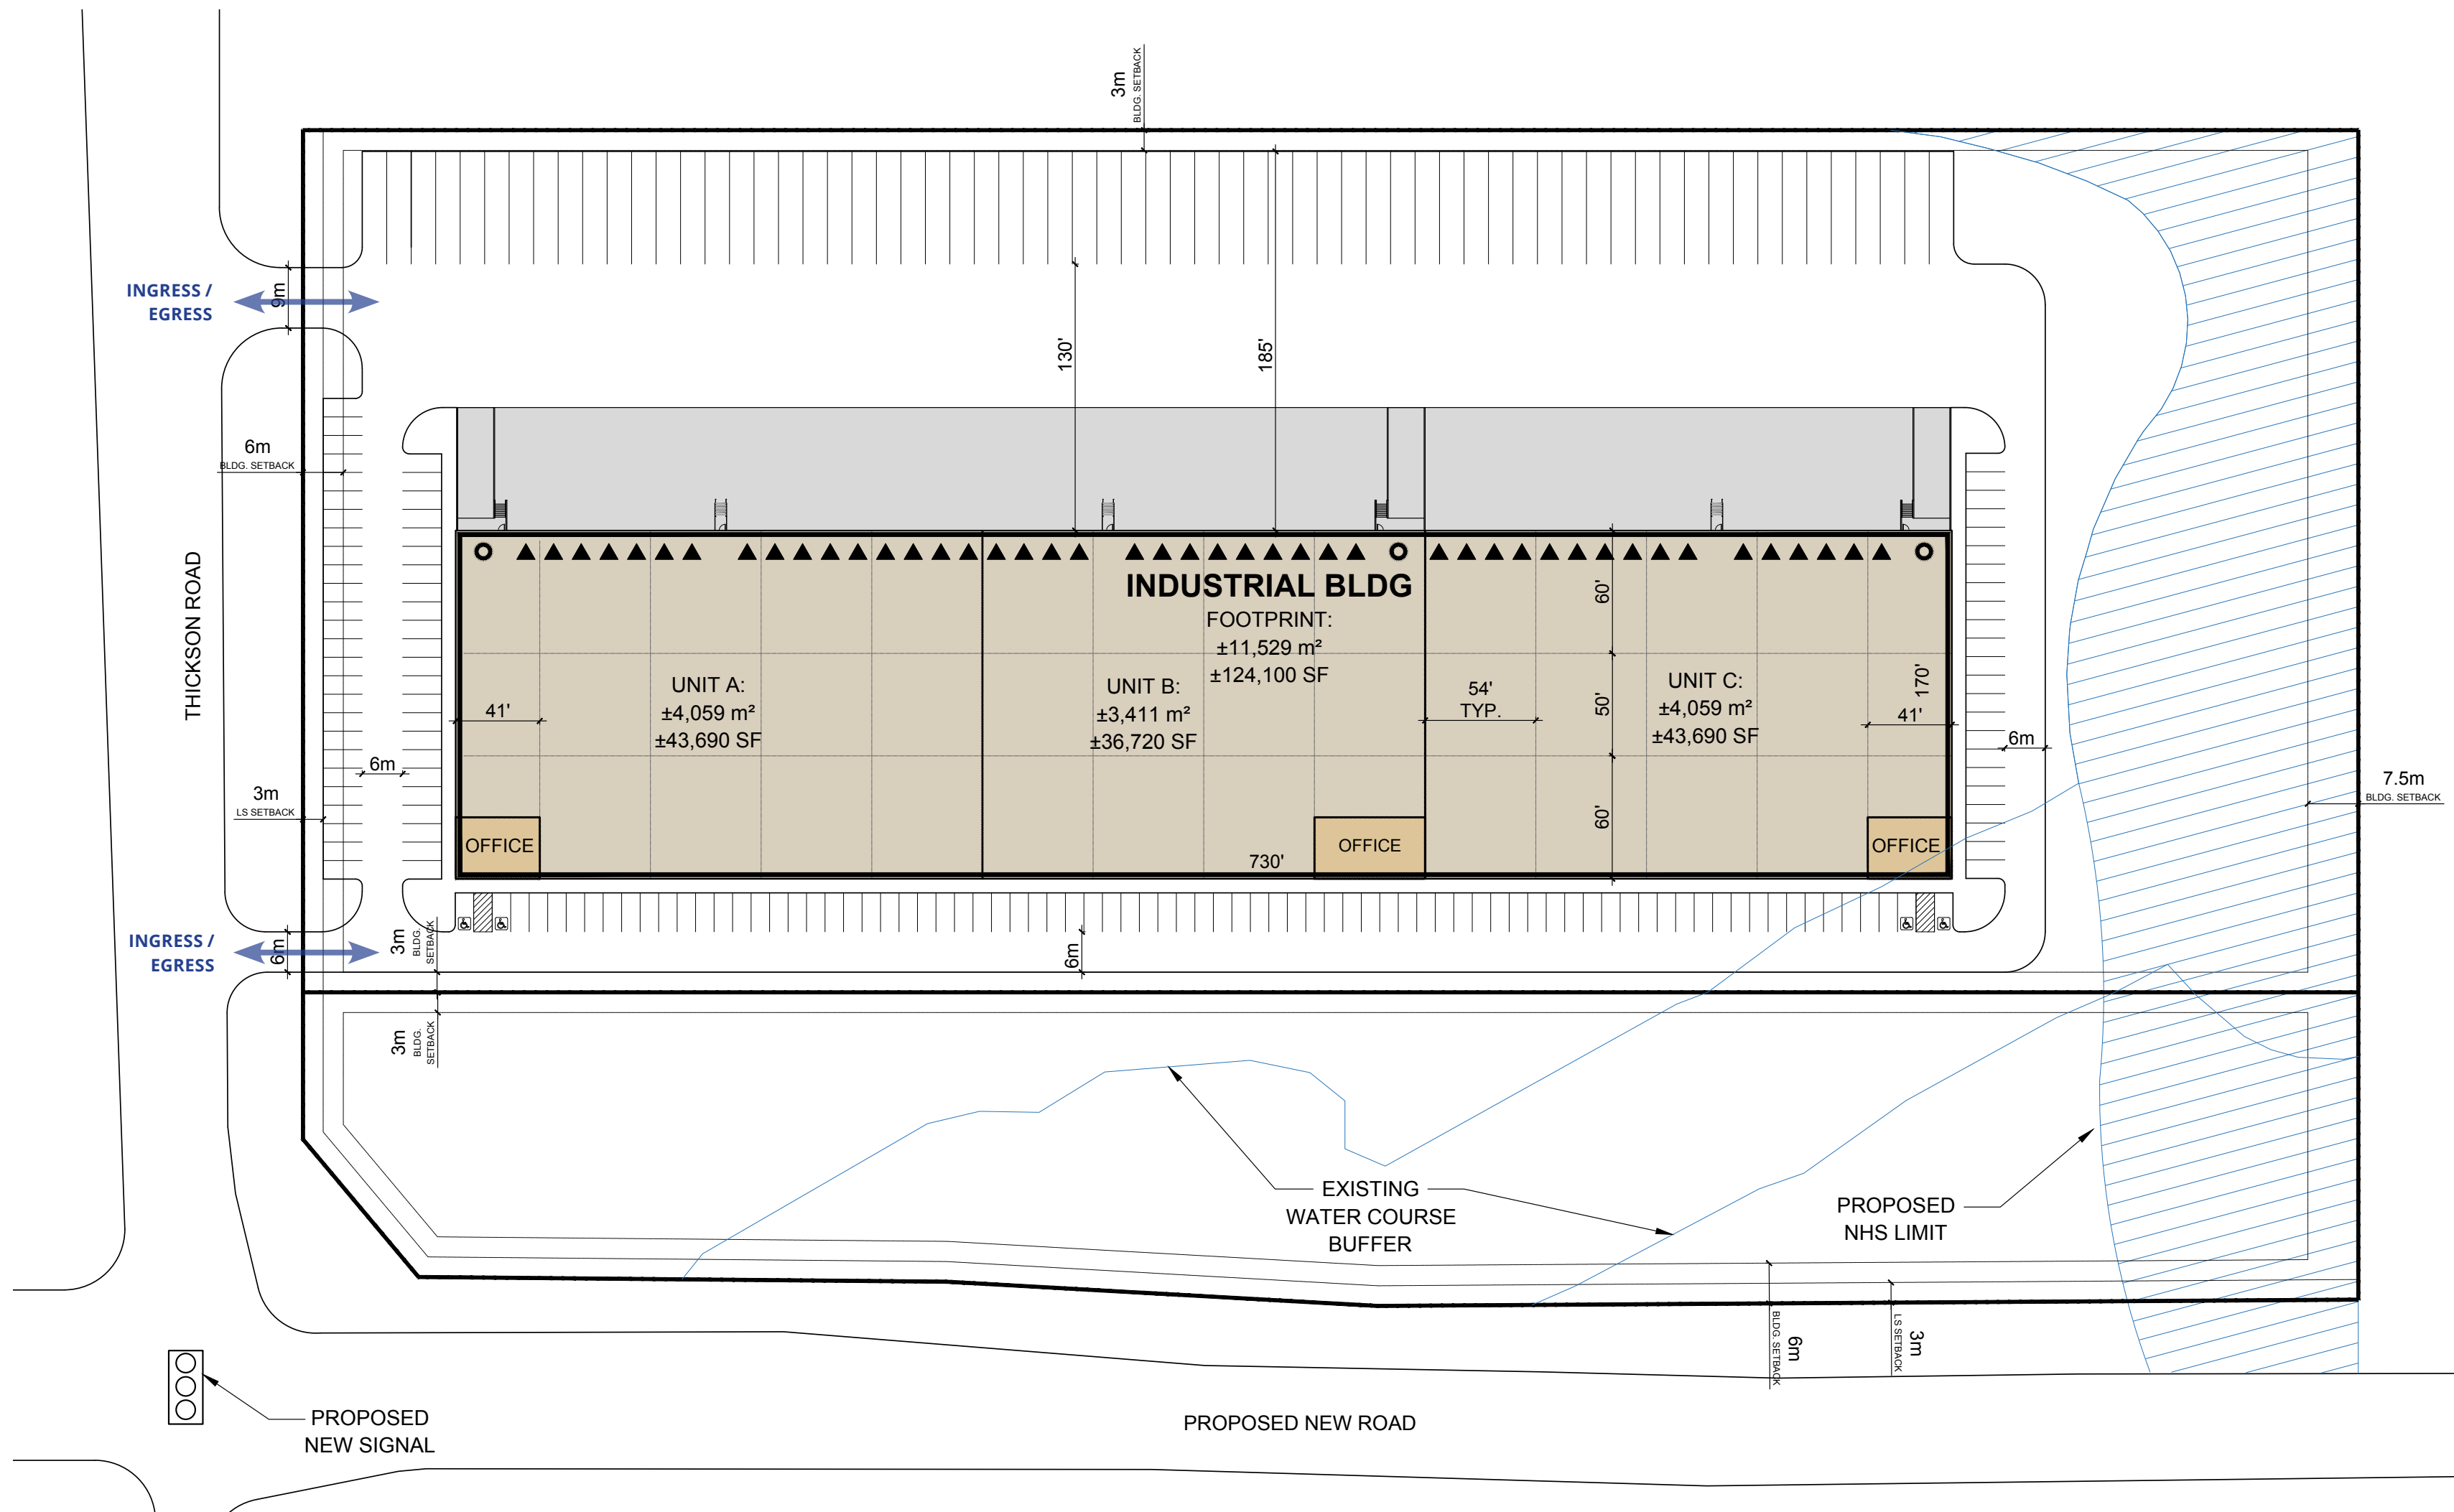 3m
BLDG. SETBACK
INGRESS /
EGRESS
9m
130'
185'
6m
BLDG. SETBACK
THICKSON ROAD
INDUSTRIAL BLDG
FOOTPRINT:
±11,529 m²
±124,100 SF
60'
UNIT A:
±4,059 m²
±43,690 SF
UNIT B:
±3,411 m²
±36,720 SF
54'
TYP.
50'
UNIT C:
±4,059 m²
±43,690 SF
170'
41'
41'
6m
6m
3m
LS SETBACK
7.5m
BLDG. SETBACK
60'
OFFICE
730'
OFFICE
OFFICE
INGRESS /
EGRESS
6m
3m
BLDG.
SETBACK
6m
3m
BLDG.
SETBACK
EXISTING
WATER COURSE
BUFFER
PROPOSED
NHS LIMIT
6m
BLDG. SETBACK
3m
LS SETBACK
PROPOSED
NEW SIGNAL
PROPOSED NEW ROAD